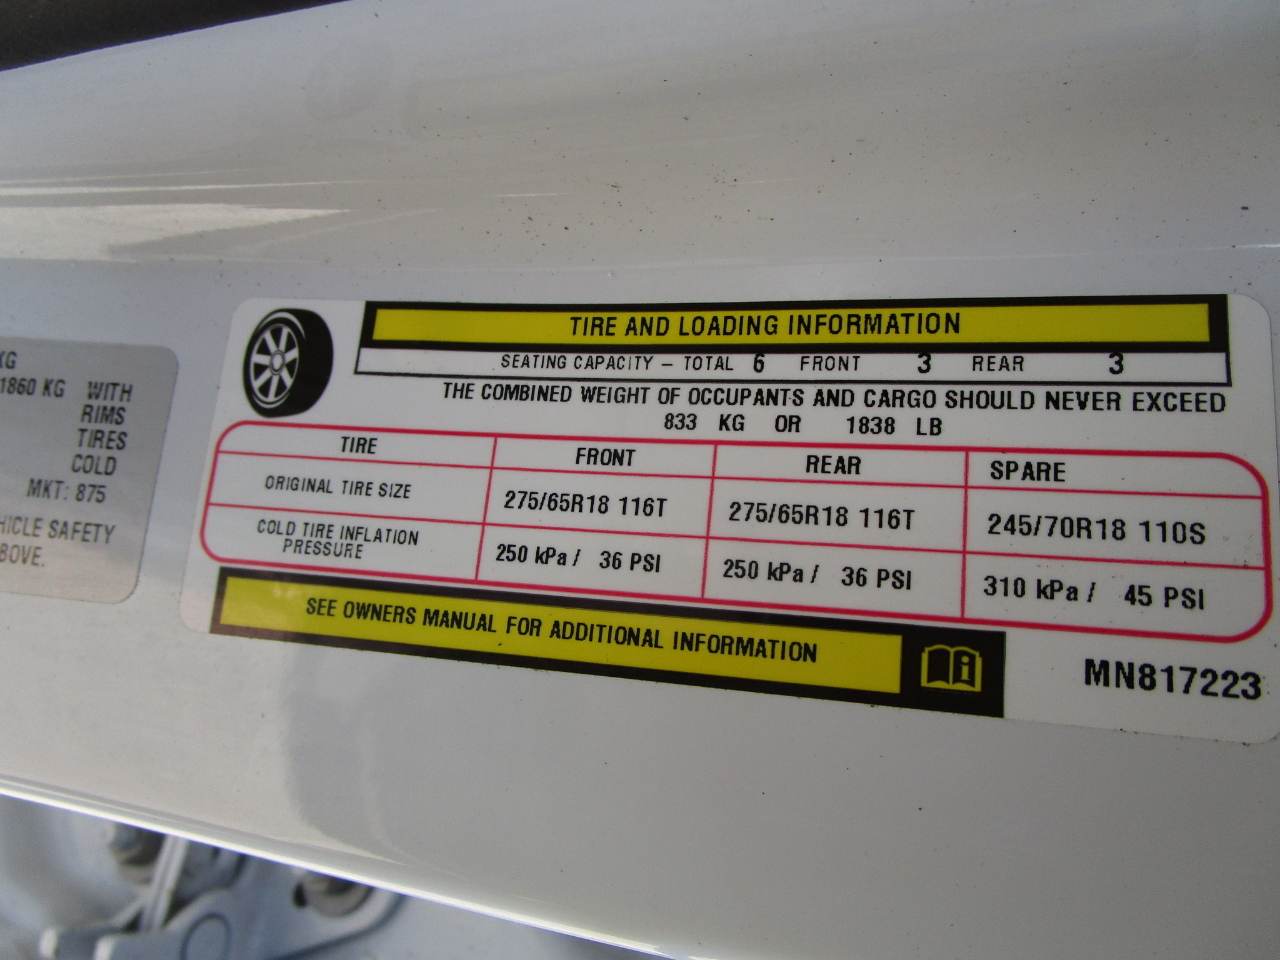 KG
1860 KG WITH
RIMS
TIRES
COLD
MKT: 875
HICLE SAFETY
BOVE.
TIRE AND LOADING INFORMATION
SEATING CAPACITY – TOTAL 6 FRONT 3 REAR 3
THE COMBINED WEIGHT OF OCCUPANTS AND CARGO SHOULD NEVER EXCEED
833 KG OR 1838 LB
TIRE FRONT REAR SPARE
ORIGINAL TIRE SIZE 275/65R18 116T 275/65R18 116T 245/70R18 110S
COLD TIRE INFLATION
PRESSURE 250 kPa / 36 PSI 250 kPa / 36 PSI 310 kPa / 45 PSI
SEE OWNERS MANUAL FOR ADDITIONAL INFORMATION
MN817223